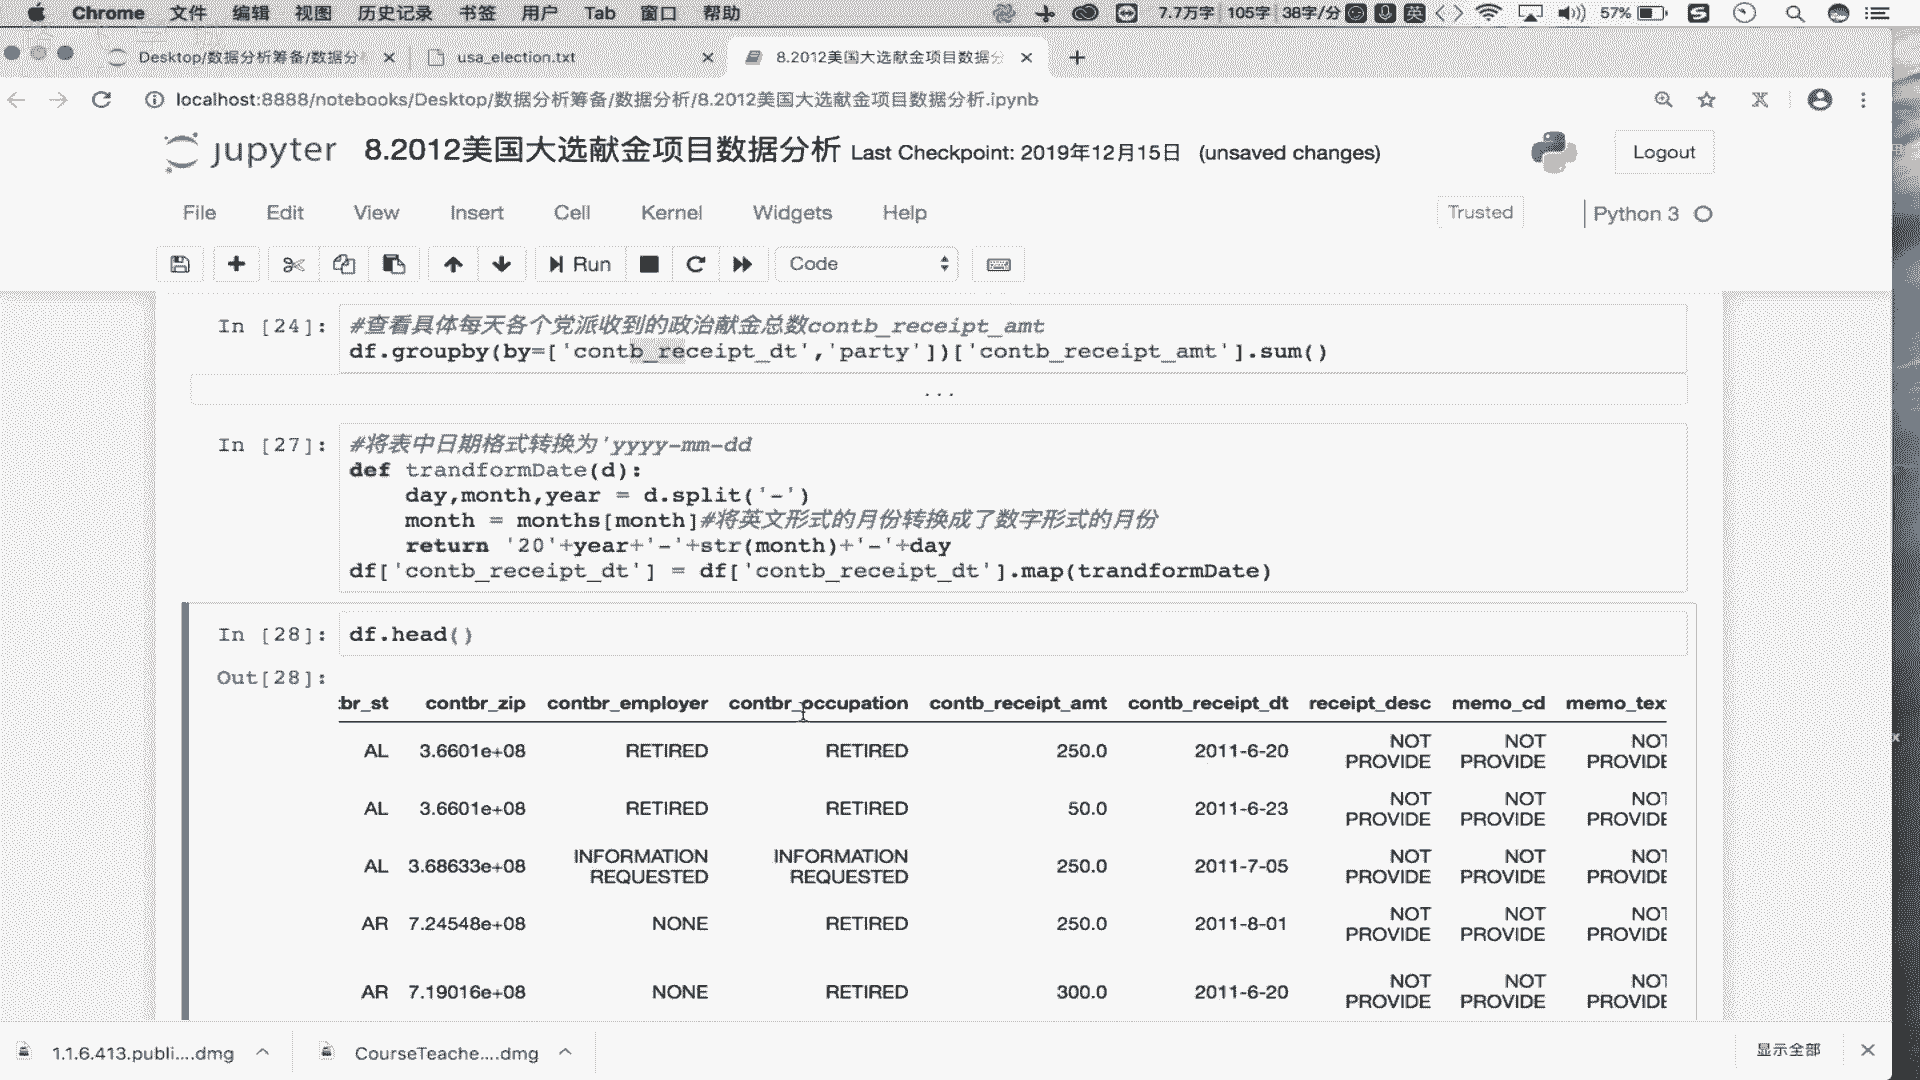 Chrome 文件 编辑 视图 历史记录 书签 用户 Tab 窗口 帮助 7.7万字 105字 38字/分 英 57%
Desktop/数据分析筹备/数据分 usa_election.txt 8.2012美国大选献金项目数据分
localhost:8888/notebooks/Desktop/数据分析筹备/数据分析/8.2012美国大选献金项目数据分析.ipynb
jupyter 8.2012美国大选献金项目数据分析 Last Checkpoint: 2019年12月15日 (unsaved changes) Logout
File Edit View Insert Cell Kernel Widgets Help Trusted Python 3
Run Code
In [24]: #查看具体每天各个党派收到的政治献金总数contb_receipt_amt
df.groupby(by=['contb_receipt_dt','party'])['contb_receipt_amt'].sum()
...
In [27]: #将表中日期格式转换为'yyyy-mm-dd
def trandformDate(d):
day,month,year = d.split('-')
month = months[month]#将英文形式的月份转换成了数字形式的月份
return '20'+year+'-'+str(month)+'-'+day
df['contb_receipt_dt'] = df['contb_receipt_dt'].map(trandformDate)
In [28]: df.head()
Out[28]:
br_st contbr_zip contbr_employer contbr_occupation contb_receipt_amt contb_receipt_dt receipt_desc memo_cd memo_tex
AL 3.6601e+08 RETIRED RETIRED 250.0 2011-6-20 NOT PROVIDE NOT PROVIDE NOT PROVIDE
AL 3.6601e+08 RETIRED RETIRED 50.0 2011-6-23 NOT PROVIDE NOT PROVIDE NOT PROVIDE
AL 3.68633e+08 INFORMATION REQUESTED INFORMATION REQUESTED 250.0 2011-7-05 NOT PROVIDE NOT PROVIDE NOT PROVIDE
AR 7.24548e+08 NONE RETIRED 250.0 2011-8-01 NOT PROVIDE NOT PROVIDE NOT PROVIDE
AR 7.19016e+08 NONE RETIRED 300.0 2011-6-20 NOT PROVIDE NOT PROVIDE NOT PROVIDE
1.1.6.413.publi....dmg CourseTeache....dmg 显示全部